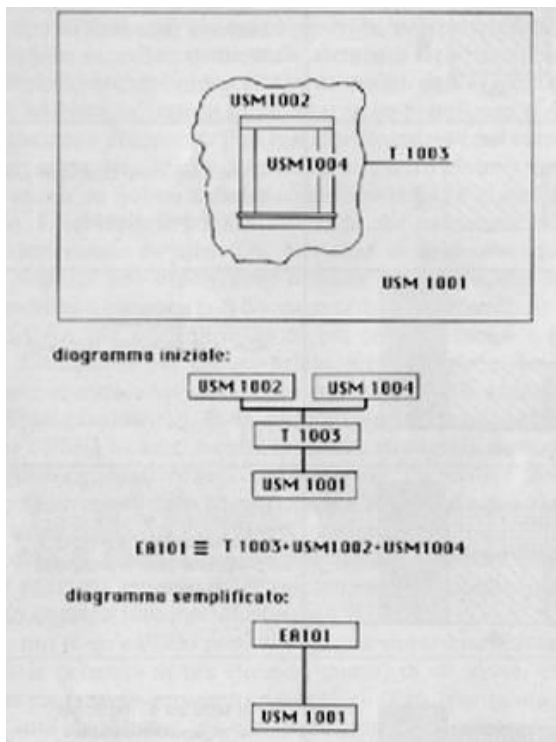 USM1002
USM1004
T 1003
USM 1001
diagramma iniziale:
USM 1002 USM 1004
T 1003
USM 1001
EA101 ≡ T 1003+USM1002+USM1004
diagramma semplificato:
EA101
USM 1001